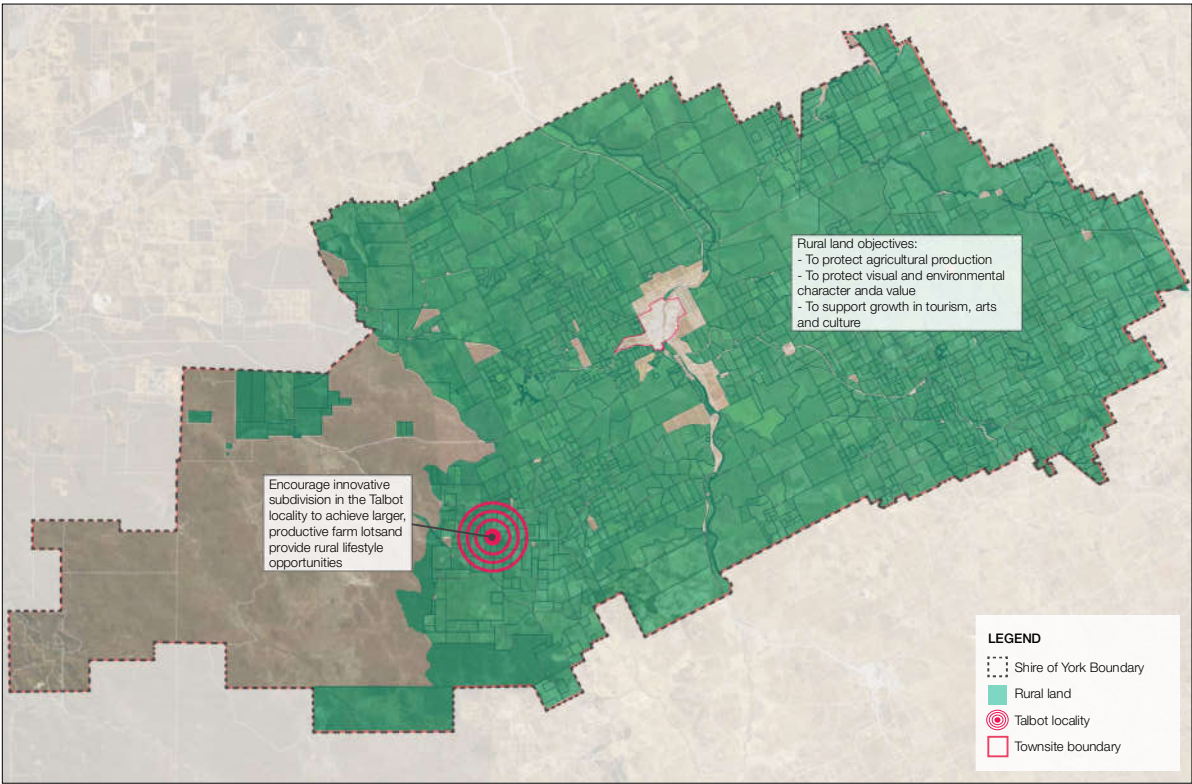 Rural land objectives:
- To protect agricultural production
- To protect visual and environmental
character anda value
- To support growth in tourism, arts
and culture
Encourage innovative
subdivision in the Talbot
locality to achieve larger,
productive farm lotsand
provide rural lifestyle
opportunities
LEGEND
Shire of York Boundary
Rural land
Talbot locality
Townsite boundary